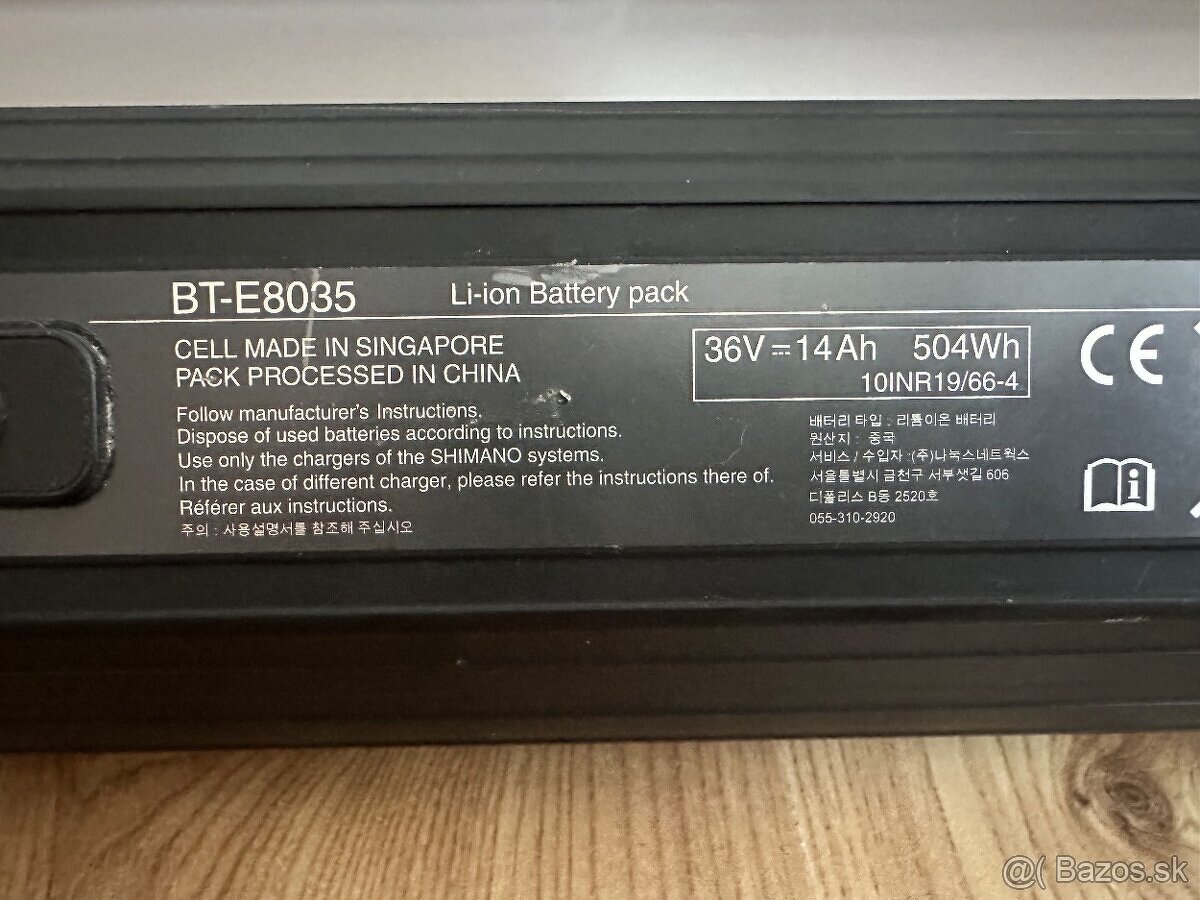 BT-E8035 Li-ion Battery pack
CELL MADE IN SINGAPORE
PACK PROCESSED IN CHINA
Follow manufacturer's Instructions.
Dispose of used batteries according to instructions.
Use only the chargers of the SHIMANO systems.
In the case of different charger, please refer the instructions there of.
Référer aux instructions.
주의 : 사용설명서를 참조해 주십시오
36V⎓14Ah 504Wh
10INR19/66-4
배터리 타입 : 리튬이온 배터리
원산지 : 중국
서비스 / 수입자 :(주)나눅스네트웍스
서울특별시 금천구 서부샛길 606
디폴리스 B동 2520호
055-310-2920
CE
i
@( Bazos.sk